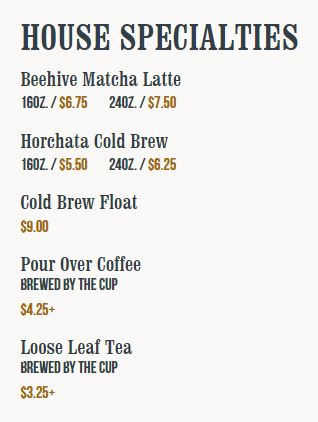 HOUSE SPECIALTIES
Beehive Matcha Latte
16OZ. / $6.75 24OZ. / $7.50
Horchata Cold Brew
16OZ. / $5.50 24OZ. / $6.25
Cold Brew Float
$9.00
Pour Over Coffee
BREWED BY THE CUP
$4.25+
Loose Leaf Tea
BREWED BY THE CUP
$3.25+